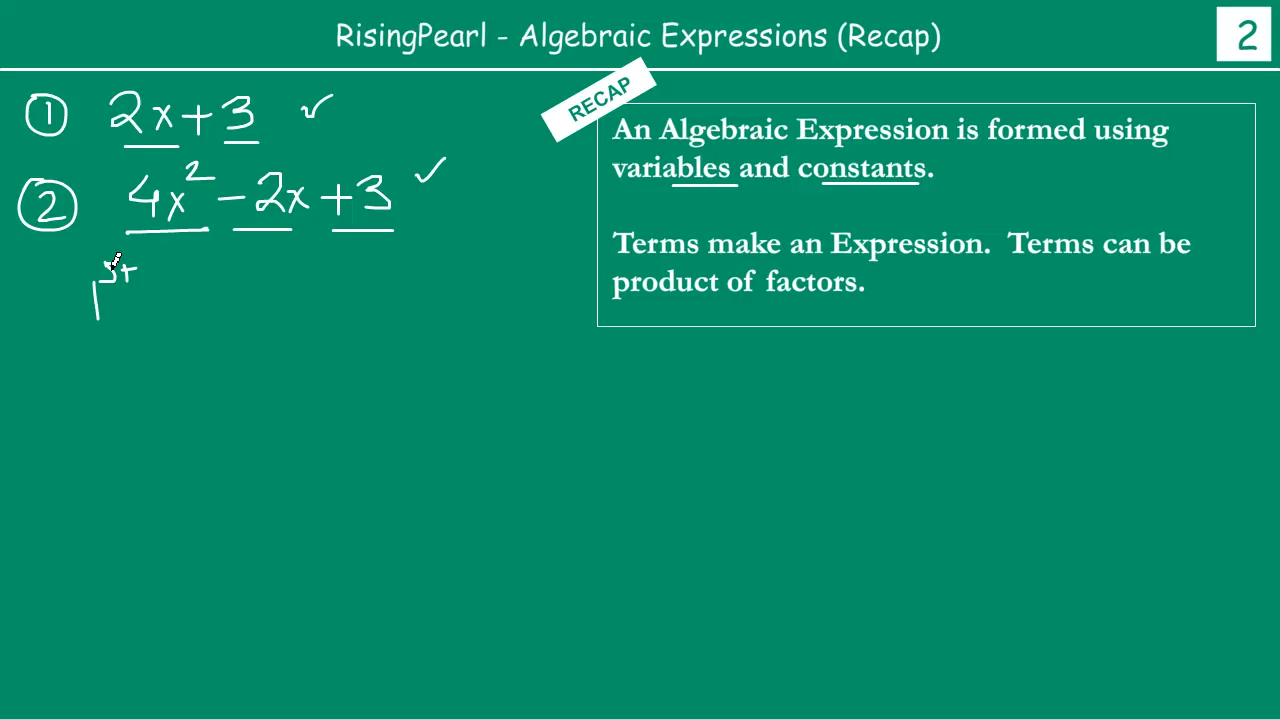 RisingPearl - Algebraic Expressions (Recap)
2
① 2x + 3 ✓
② 4x² - 2x + 3 ✓
1st
RECAP
An Algebraic Expression is formed using
variables and constants.
Terms make an Expression. Terms can be
product of factors.